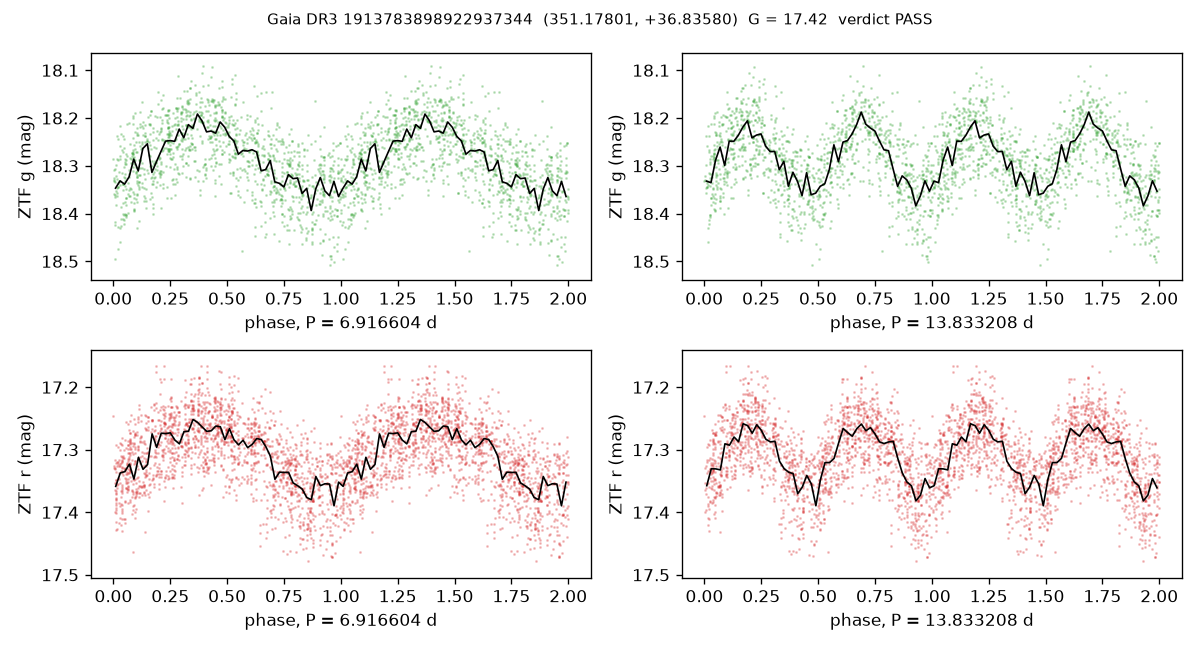 Gaia DR3 1913783898922937344 (351.17801, +36.83580) G = 17.42 verdict PASS
ZTF g (mag)
18.1
18.2
18.3
18.4
18.5
0.00 0.25 0.50 0.75 1.00 1.25 1.50 1.75 2.00
phase, P = 6.916604 d
ZTF g (mag)
18.1
18.2
18.3
18.4
18.5
0.00 0.25 0.50 0.75 1.00 1.25 1.50 1.75 2.00
phase, P = 13.833208 d
ZTF r (mag)
17.2
17.3
17.4
17.5
0.00 0.25 0.50 0.75 1.00 1.25 1.50 1.75 2.00
phase, P = 6.916604 d
ZTF r (mag)
17.2
17.3
17.4
17.5
0.00 0.25 0.50 0.75 1.00 1.25 1.50 1.75 2.00
phase, P = 13.833208 d